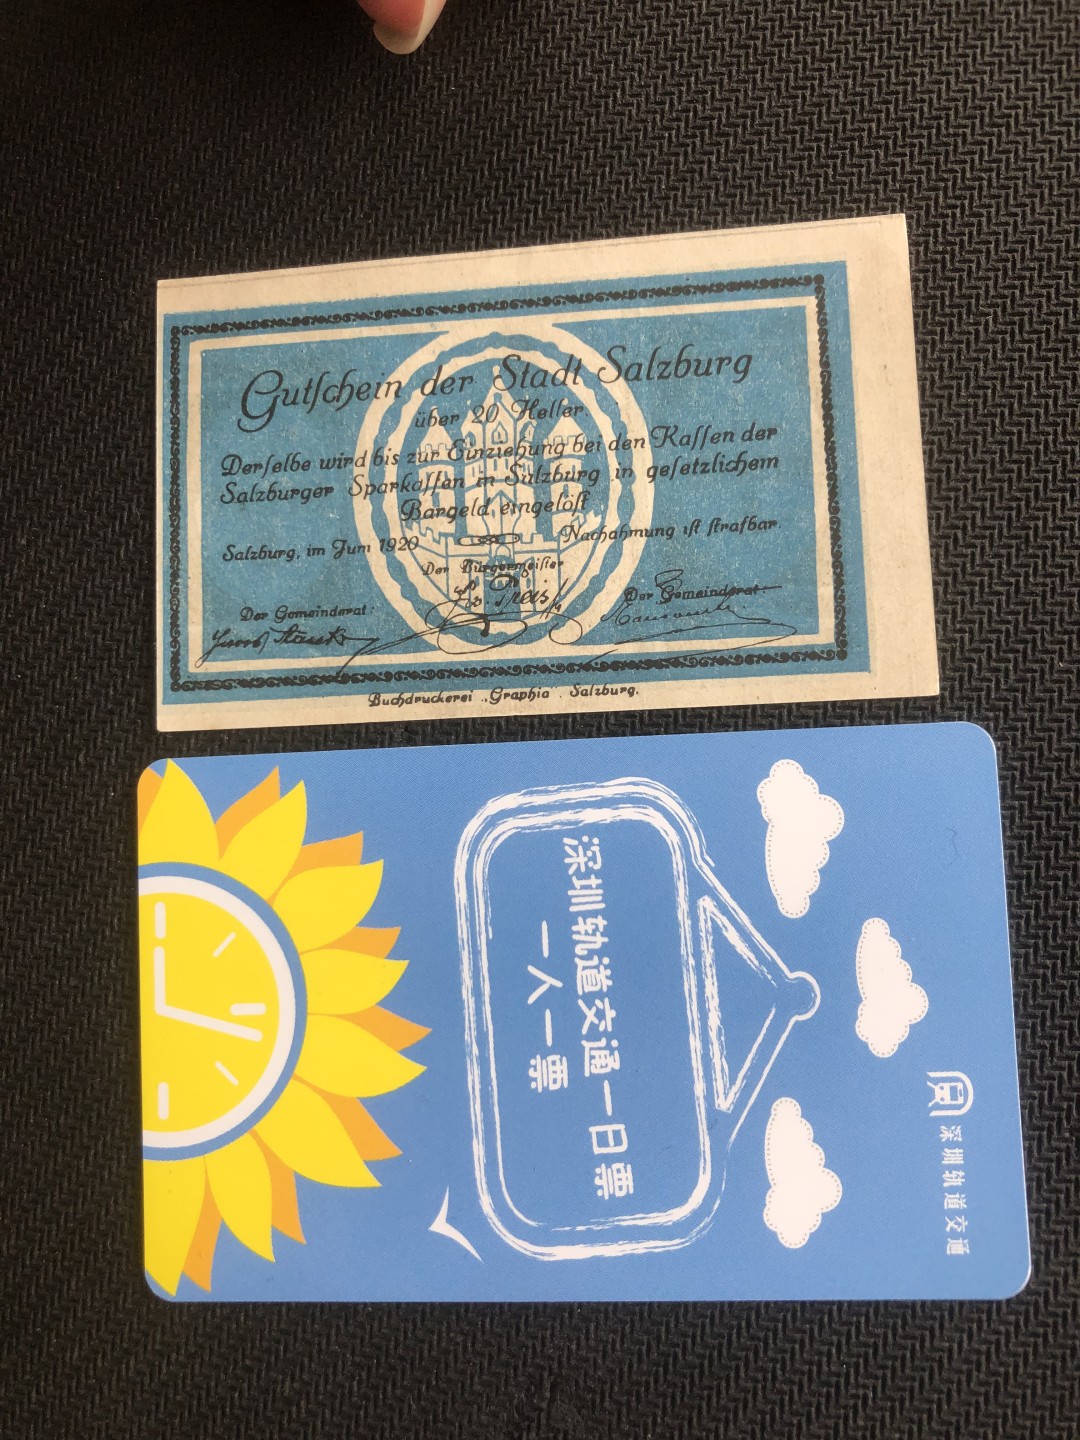 Gutſchein der Stadt Salzburg
über 20 Heller
Derſelbe wird bis zur Einziehung bei den Kaſſen der
Salzburger Sparkaſſen in Salzburg in geſetzlichem
Bargeld eingelöſt
Salzburg, im Juni 1920
Nachahmung iſt ſtrafbar.
Der Bürgermeiſter
Der Gemeinderat:
Der Gemeinderat
Preis
Buchdruckerei „Graphia“ Salzburg.
深圳轨道交通
深圳轨道交通一日票
一人一票